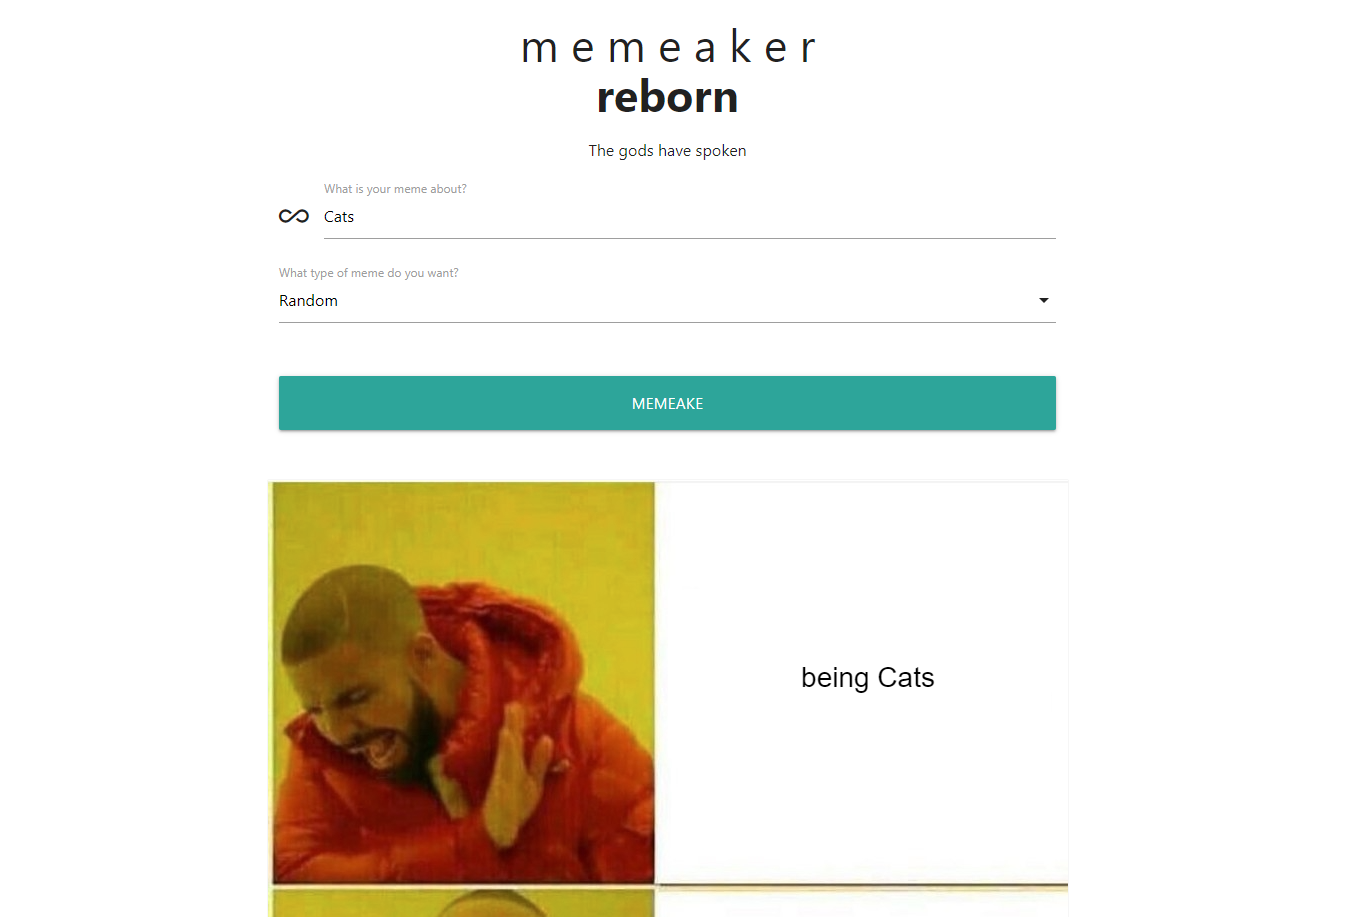 m e m e a k e r
reborn
The gods have spoken
What is your meme about?
Cats
What type of meme do you want?
Random
MEMEAKE
being Cats